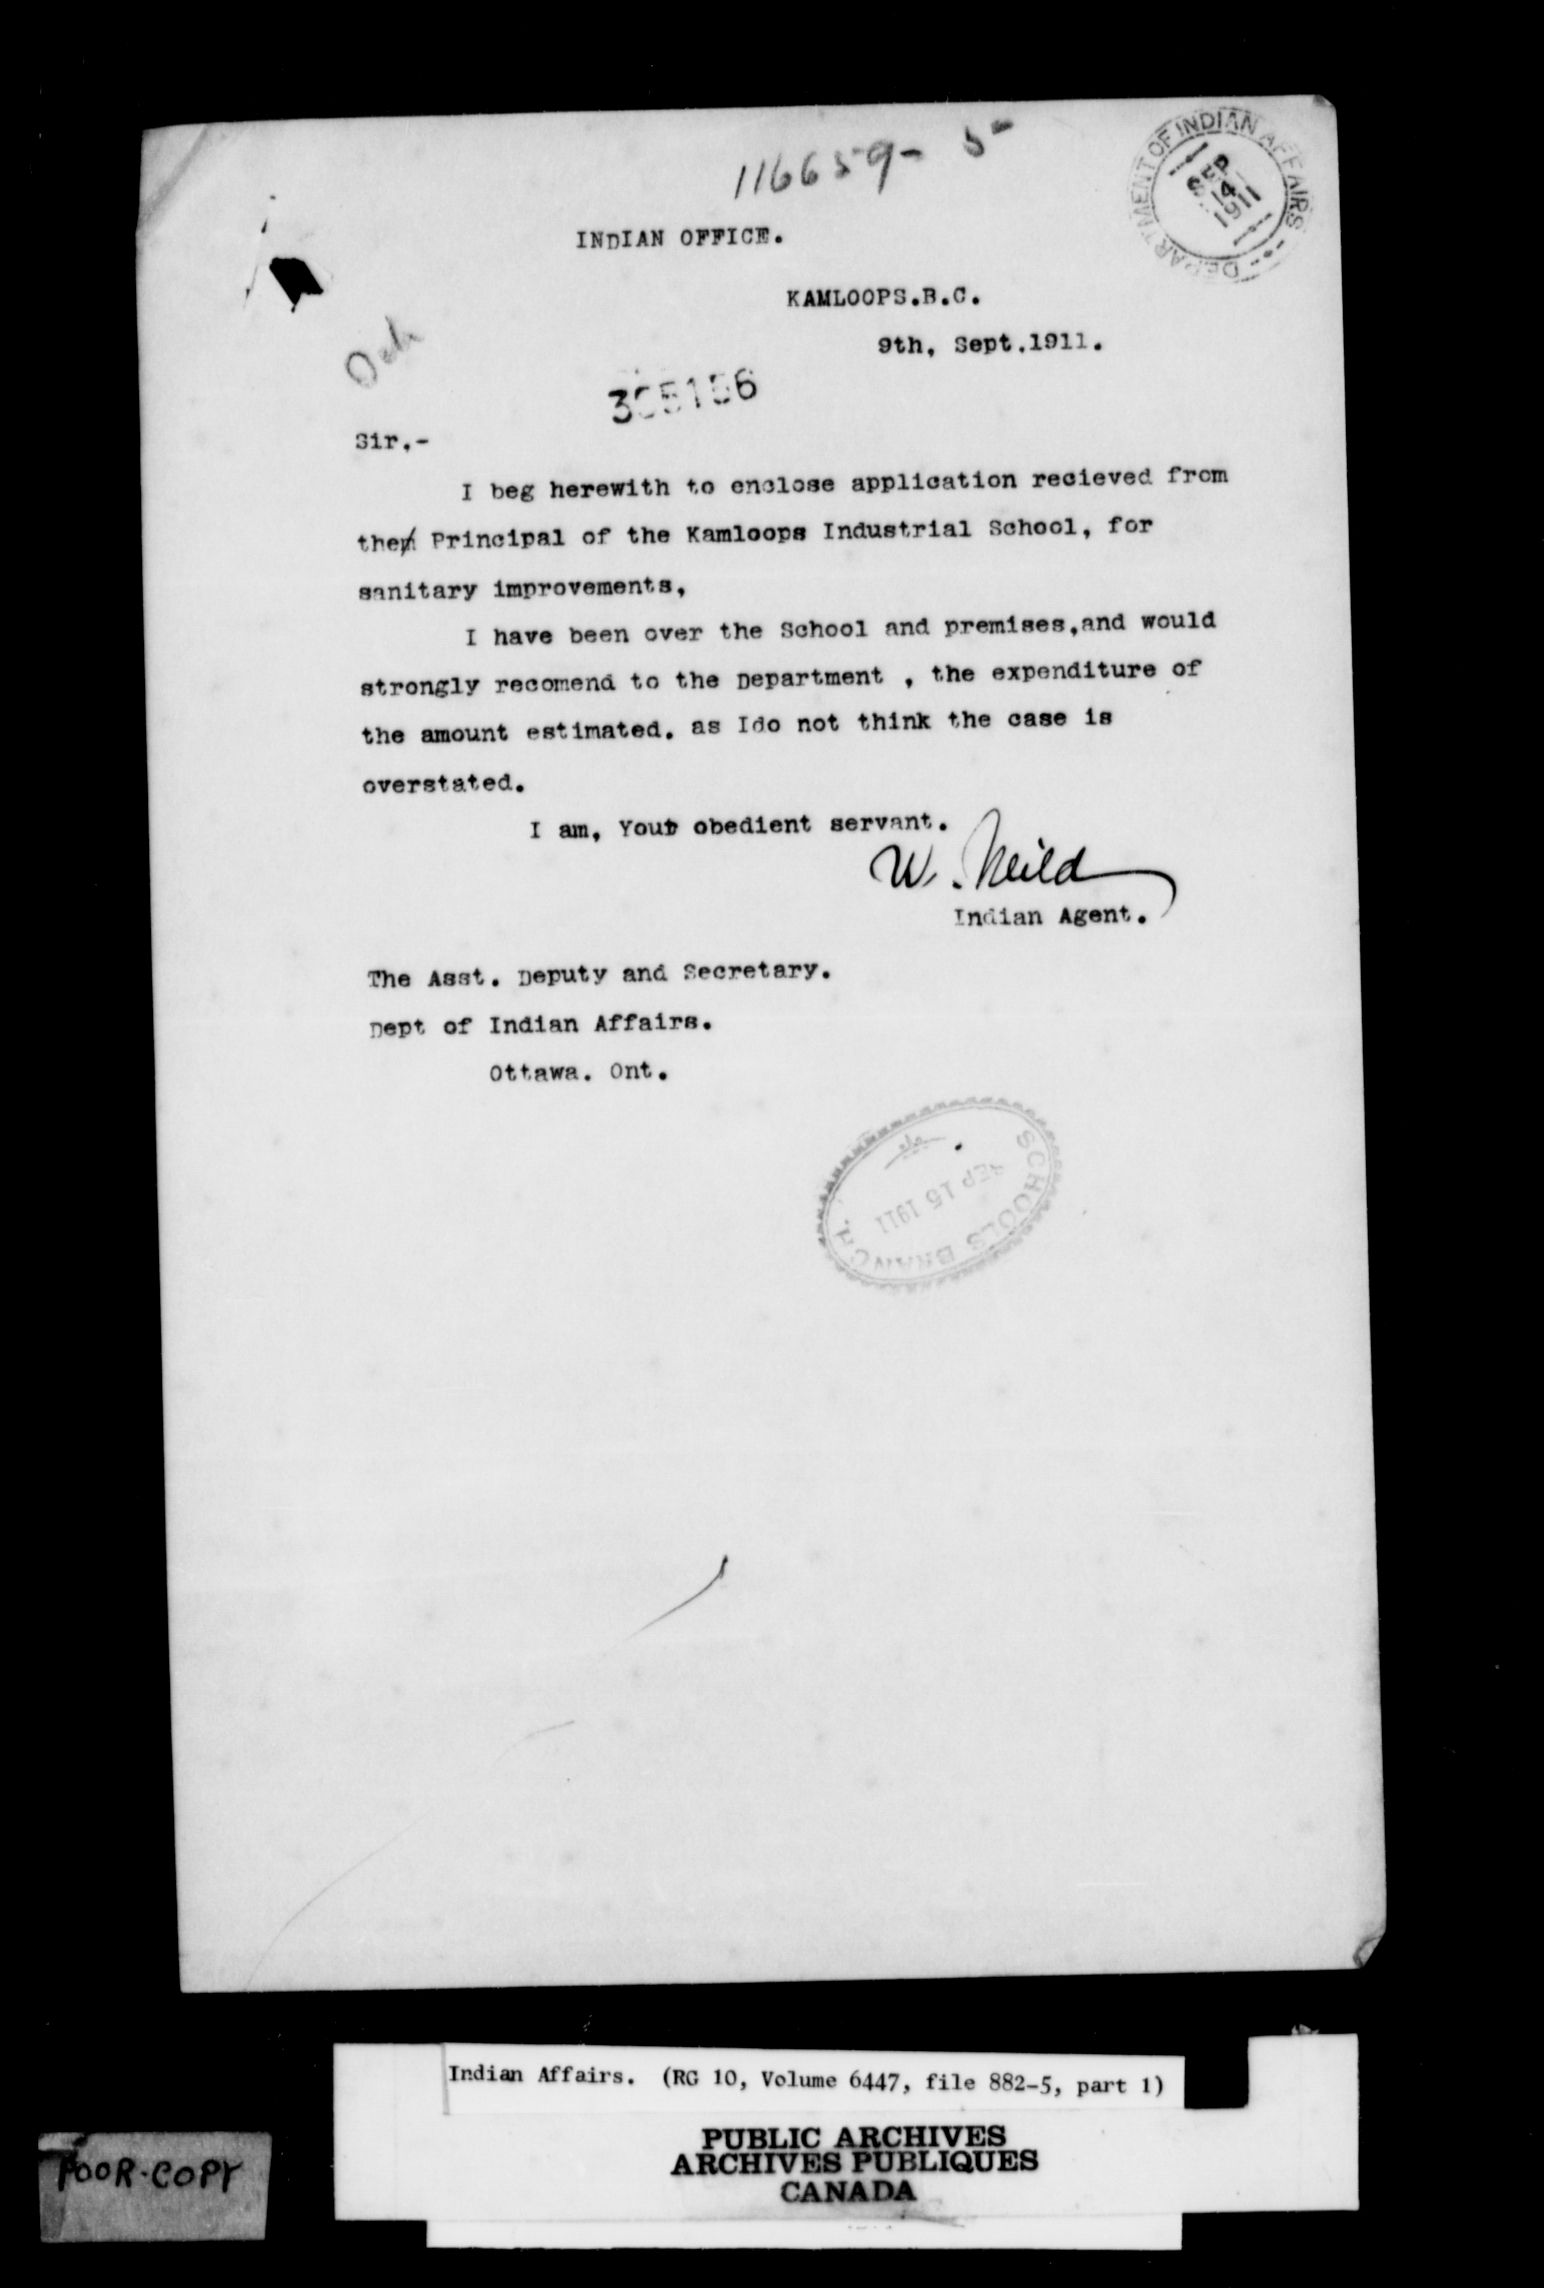 116659-5
DEPARTMENT OF INDIAN AFFAIRS
SEP
14
1911
INDIAN OFFICE.
KAMLOOPS.B.C.
9th, Sept.1911.
Sir,-
I beg herewith to enclose application recieved from
the Principal of the Kamloops Industrial School, for
sanitary improvements,
I have been over the School and premises,and would
strongly recomend to the Department , the expenditure of
the amount estimated. as Ido not think the case is
overstated.
I am, Your obedient servant.
W. Neild
Indian Agent.
The Asst. Deputy and Secretary.
Dept of Indian Affairs.
Ottawa. Ont.
SCHOOLS BRANCH.
SEP 15 1911
Indian Affairs. (RG 10, Volume 6447, file 882-5, part 1)
PUBLIC ARCHIVES
ARCHIVES PUBLIQUES
CANADA
POOR-COPY